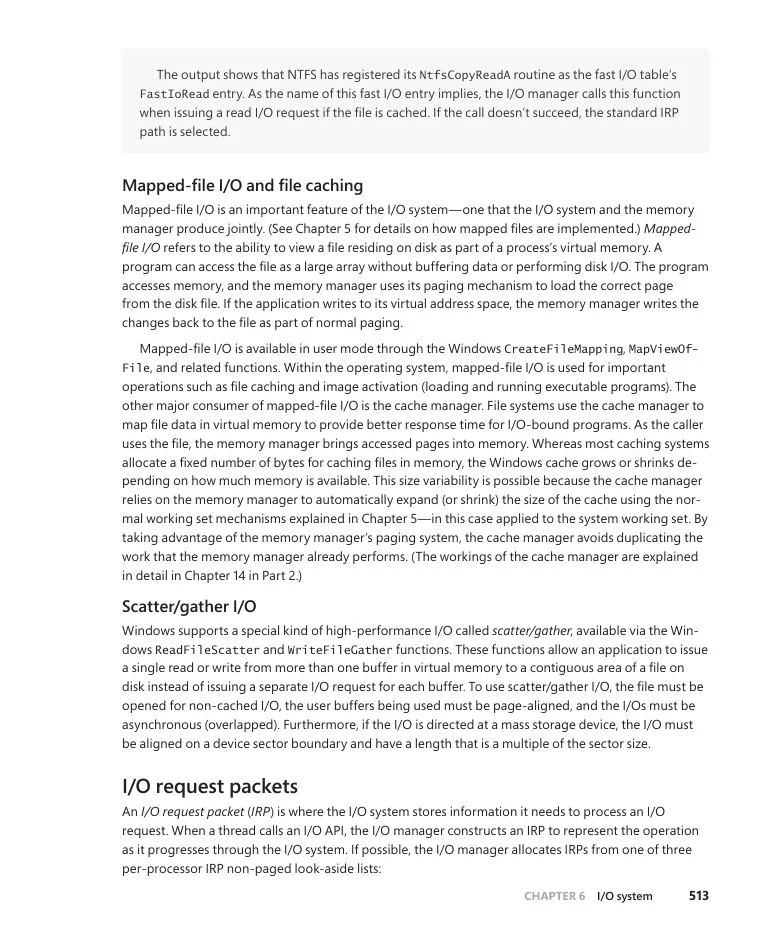 The output shows that NTFS has registered its NtfsCopyReadA routine as the fast I/O table’s
FastIoRead entry. As the name of this fast I/O entry implies, the I/O manager calls this function
when issuing a read I/O request if the file is cached. If the call doesn’t succeed, the standard IRP
path is selected.
Mapped-file I/O and file caching
Mapped-file I/O is an important feature of the I/O system—one that the I/O system and the memory
manager produce jointly. (See Chapter 5 for details on how mapped files are implemented.) Mapped-
file I/O refers to the ability to view a file residing on disk as part of a process’s virtual memory. A
program can access the file as a large array without buffering data or performing disk I/O. The program
accesses memory, and the memory manager uses its paging mechanism to load the correct page
from the disk file. If the application writes to its virtual address space, the memory manager writes the
changes back to the file as part of normal paging.
Mapped-file I/O is available in user mode through the Windows CreateFileMapping, MapViewOf-
File, and related functions. Within the operating system, mapped-file I/O is used for important
operations such as file caching and image activation (loading and running executable programs). The
other major consumer of mapped-file I/O is the cache manager. File systems use the cache manager to
map file data in virtual memory to provide better response time for I/O-bound programs. As the caller
uses the file, the memory manager brings accessed pages into memory. Whereas most caching systems
allocate a fixed number of bytes for caching files in memory, the Windows cache grows or shrinks de-
pending on how much memory is available. This size variability is possible because the cache manager
relies on the memory manager to automatically expand (or shrink) the size of the cache using the nor-
mal working set mechanisms explained in Chapter 5—in this case applied to the system working set. By
taking advantage of the memory manager’s paging system, the cache manager avoids duplicating the
work that the memory manager already performs. (The workings of the cache manager are explained
in detail in Chapter 14 in Part 2.)
Scatter/gather I/O
Windows supports a special kind of high-performance I/O called scatter/gather, available via the Win-
dows ReadFileScatter and WriteFileGather functions. These functions allow an application to issue
a single read or write from more than one buffer in virtual memory to a contiguous area of a file on
disk instead of issuing a separate I/O request for each buffer. To use scatter/gather I/O, the file must be
opened for non-cached I/O, the user buffers being used must be page-aligned, and the I/Os must be
asynchronous (overlapped). Furthermore, if the I/O is directed at a mass storage device, the I/O must
be aligned on a device sector boundary and have a length that is a multiple of the sector size.
I/O request packets
An I/O request packet (IRP) is where the I/O system stores information it needs to process an I/O
request. When a thread calls an I/O API, the I/O manager constructs an IRP to represent the operation
as it progresses through the I/O system. If possible, the I/O manager allocates IRPs from one of three
per-processor IRP non-paged look-aside lists:
CHAPTER 6 I/O system 513